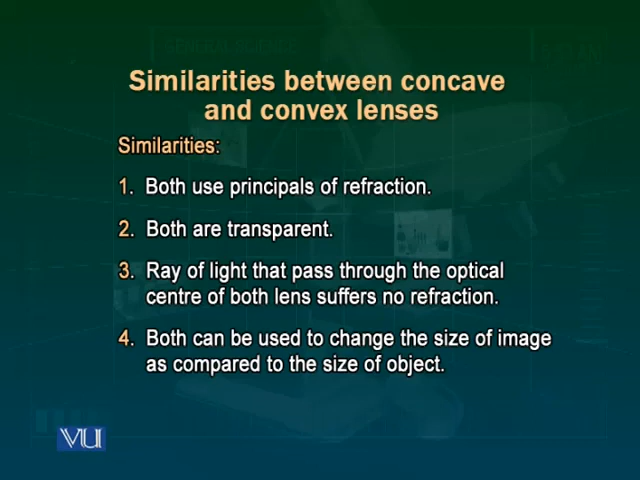 Similarities between concave
and convex lenses
Similarities:
1. Both use principals of refraction.
2. Both are transparent.
3. Ray of light that pass through the optical
centre of both lens suffers no refraction.
4. Both can be used to change the size of image
as compared to the size of object.
VU